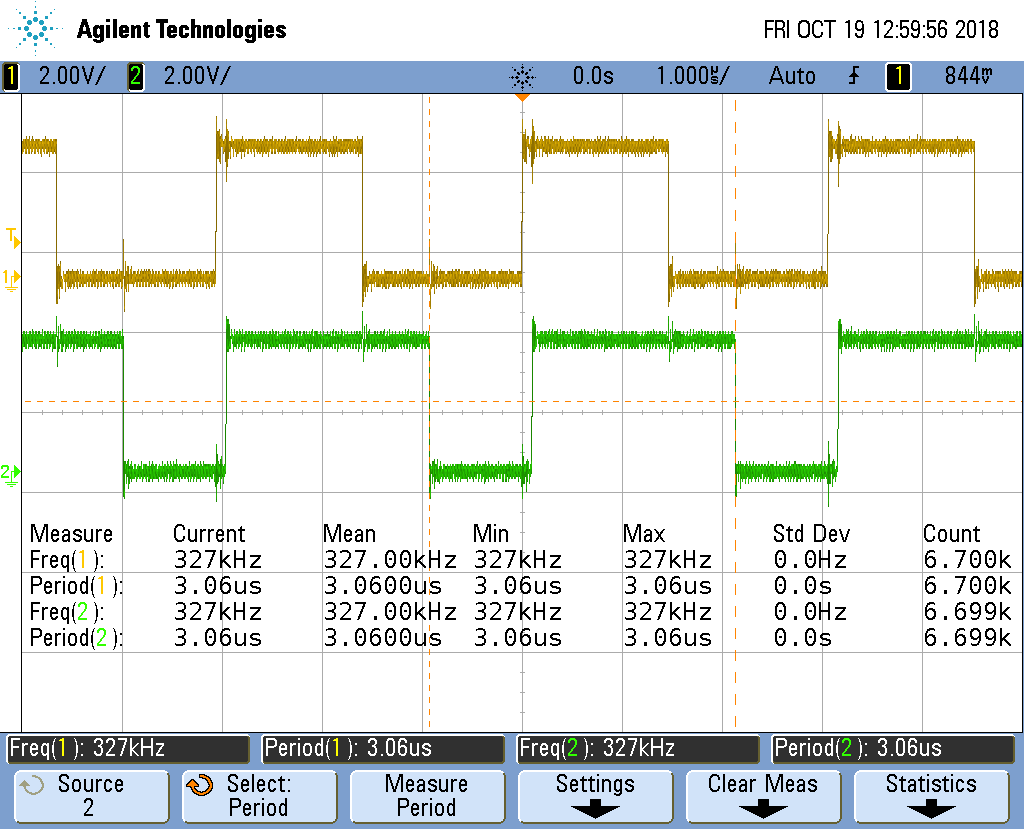 Agilent Technologies FRI OCT 19 12:59:56 2018
1 2.00V/ 2 2.00V/ 0.0s 1.000µs/ Auto 1 844mV
T
1
2
Measure Current Mean Min Max Std Dev Count
Freq(1): 327kHz 327.00kHz 327kHz 327kHz 0.0Hz 6.700k
Period(1): 3.06us 3.0600us 3.06us 3.06us 0.0s 6.700k
Freq(2): 327kHz 327.00kHz 327kHz 327kHz 0.0Hz 6.699k
Period(2): 3.06us 3.0600us 3.06us 3.06us 0.0s 6.699k
Freq(1): 327kHz Period(1): 3.06us Freq(2): 327kHz Period(2): 3.06us
Source Select: Measure Settings Clear Meas Statistics
2 Period Period